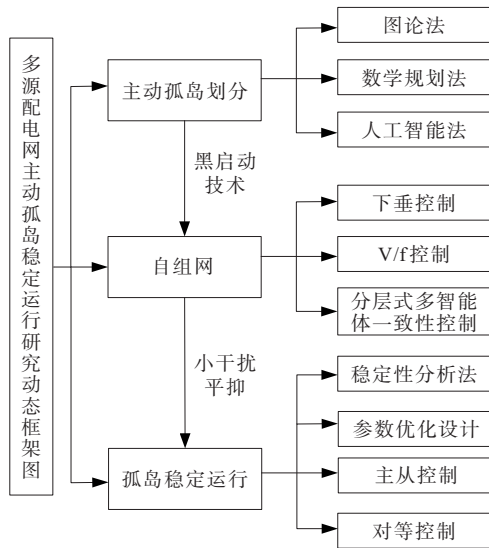 多源配电网主动孤岛稳定运行研究动态框架图
主动孤岛划分
图论法
数学规划法
人工智能法
黑启动
技术
自组网
下垂控制
V/f控制
分层式多智能
体一致性控制
小干扰
平抑
孤岛稳定运行
稳定性分析法
参数优化设计
主从控制
对等控制